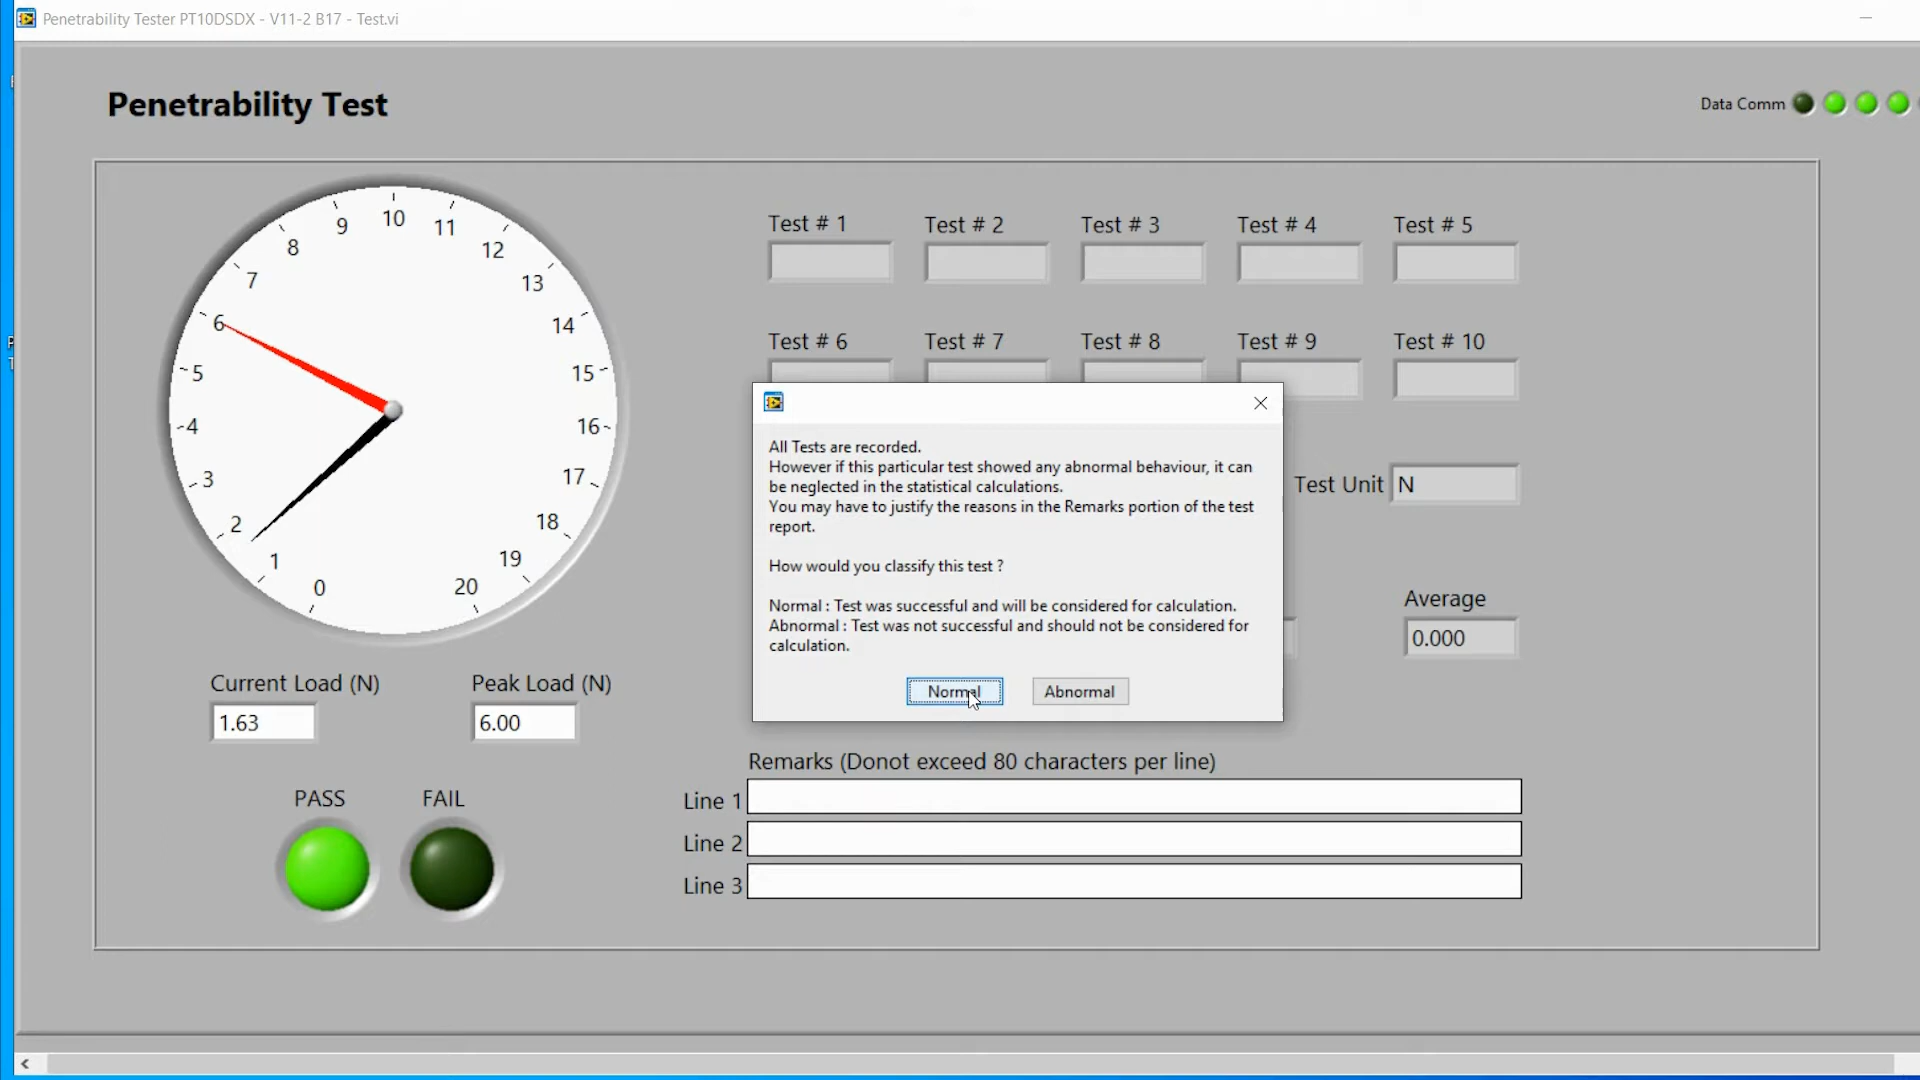 Penetrability Tester PT10DSDX - V11-2 B17 - Test.vi
Penetrability Test
Data Comm
Test # 1
Test # 2
Test # 3
Test # 4
Test # 5
Test # 6
Test # 7
Test # 8
Test # 9
Test # 10
0
1
2
3
4
5
6
7
8
9
10
11
12
13
14
15
16
17
18
19
20
All Tests are recorded.
However if this particular test showed any abnormal behaviour, it can
be neglected in the statistical calculations.
You may have to justify the reasons in the Remarks portion of the test
report.
How would you classify this test ?
Normal : Test was successful and will be considered for calculation.
Abnormal : Test was not successful and should not be considered for
calculation.
Normal
Abnormal
Test Unit N
Average
0.000
Current Load (N)
1.63
Peak Load (N)
6.00
PASS
FAIL
Remarks (Donot exceed 80 characters per line)
Line 1
Line 2
Line 3